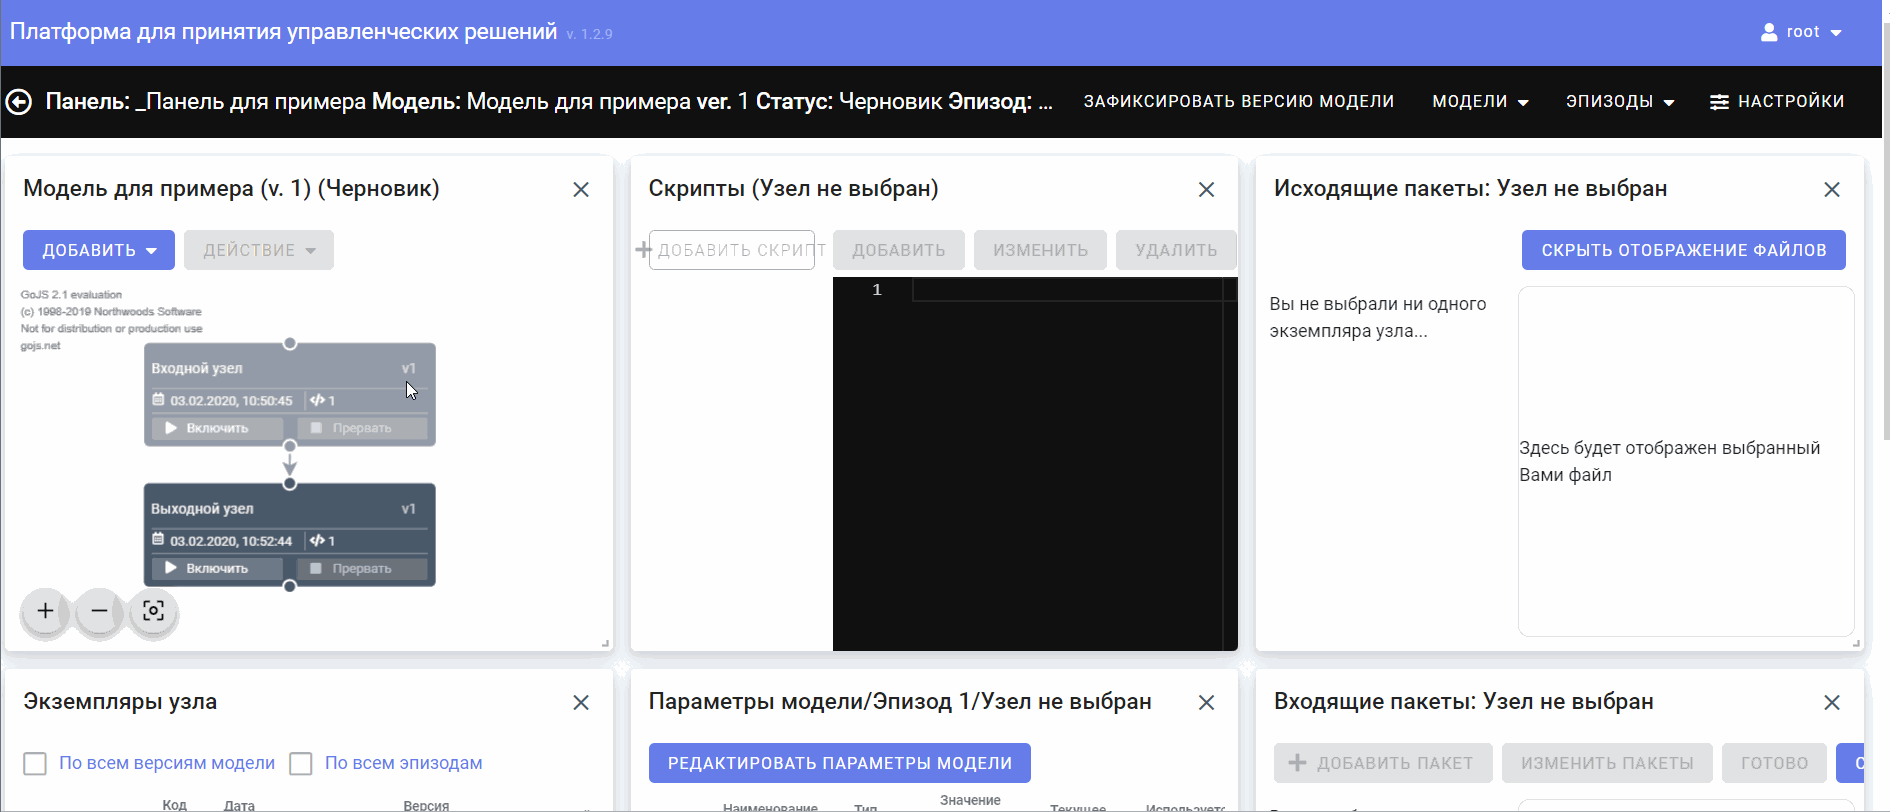 Платформа для принятия управленческих решений v. 1.2.9
root
Панель: _Панель для примера Модель: Модель для примера ver. 1 Статус: Черновик Эпизод: ...
ЗАФИКСИРОВАТЬ ВЕРСИЮ МОДЕЛИ
МОДЕЛИ
ЭПИЗОДЫ
НАСТРОЙКИ
Модель для примера (v. 1) (Черновик)
ДОБАВИТЬ
ДЕЙСТВИЕ
GoJS 2.1 evaluation
(c) 1998-2019 Northwoods Software
Not for distribution or production use
gojs.net
Входной узел v1
03.02.2020, 10:50:45 1
Включить Прервать
Выходной узел v1
03.02.2020, 10:52:44 1
Включить Прервать
Скрипты (Узел не выбран)
ДОБАВИТЬ СКРИПТ
ДОБАВИТЬ
ИЗМЕНИТЬ
УДАЛИТЬ
1
Исходящие пакеты: Узел не выбран
СКРЫТЬ ОТОБРАЖЕНИЕ ФАЙЛОВ
Вы не выбрали ни одного
экземпляра узла...
Здесь будет отображен выбранный
Вами файл
Экземпляры узла
По всем версиям модели
По всем эпизодам
Код Дата Версия
Параметры модели/Эпизод 1/Узел не выбран
РЕДАКТИРОВАТЬ ПАРАМЕТРЫ МОДЕЛИ
Значение
Наименование Тип Текущее
Входящие пакеты: Узел не выбран
ДОБАВИТЬ ПАКЕТ
ИЗМЕНИТЬ ПАКЕТЫ
ГОТОВО